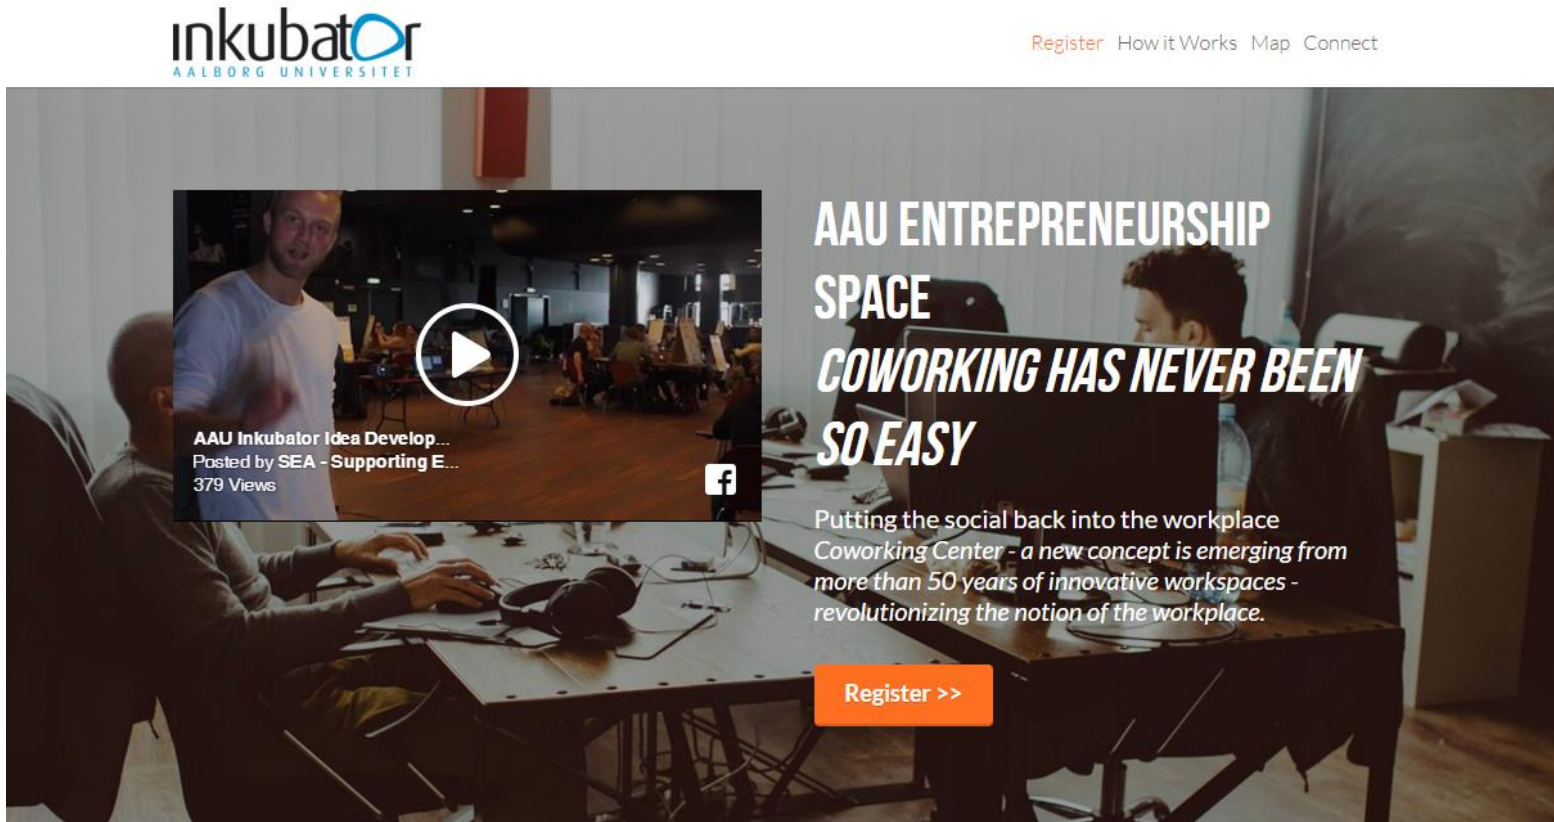 inkubator
AALBORG UNIVERSITET
Register How it Works Map Connect
AAU Inkubator Idea Develop...
Posted by SEA - Supporting E...
379 Views
AAU ENTREPRENEURSHIP
SPACE
COWORKING HAS NEVER BEEN
SO EASY
Putting the social back into the workplace
Coworking Center - a new concept is emerging from
more than 50 years of innovative workspaces -
revolutionizing the notion of the workplace.
Register >>